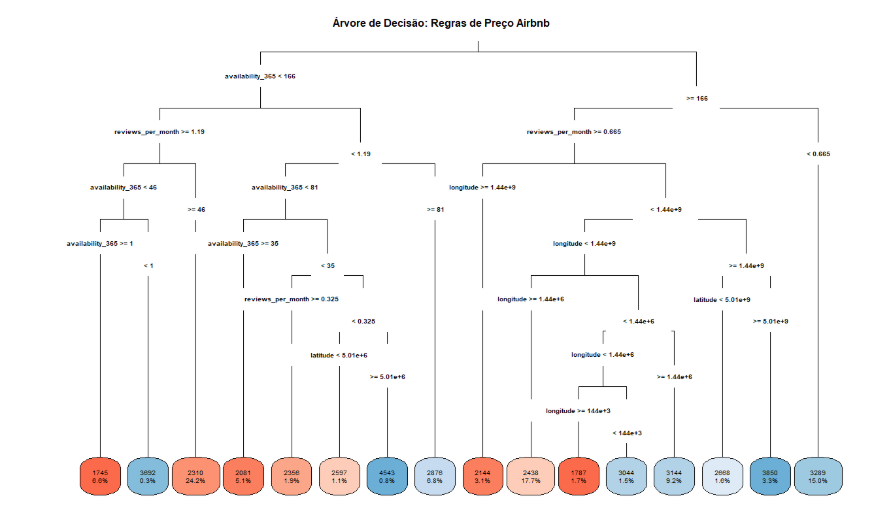 Árvore de Decisão: Regras de Preço Airbnb
availability_365 < 166
>= 166
reviews_per_month >= 1.19
reviews_per_month >= 0.665
< 1.19
< 0.665
availability_365 < 46
availability_365 < 81
longitude >= 1.44e+9
>= 46
>= 81
< 1.44e+9
availability_365 >= 1
availability_365 >= 35
longitude < 1.44e+9
< 1
< 35
>= 1.44e+9
reviews_per_month >= 0.325
longitude >= 1.44e+6
latitude < 5.01e+9
< 0.325
< 1.44e+6
>= 5.01e+9
latitude < 5.01e+6
longitude < 1.44e+6
>= 5.01e+6
>= 1.44e+6
longitude >= 144e+3
< 144e+3
1745 3692 2310 2081 2356 2597 4543 2876 2144 2438 1787 3044 3144 2668 3850 3289
6.6% 0.3% 24.2% 5.1% 1.9% 1.1% 0.8% 6.8% 3.1% 17.7% 1.7% 1.5% 9.2% 1.6% 3.3% 15.0%